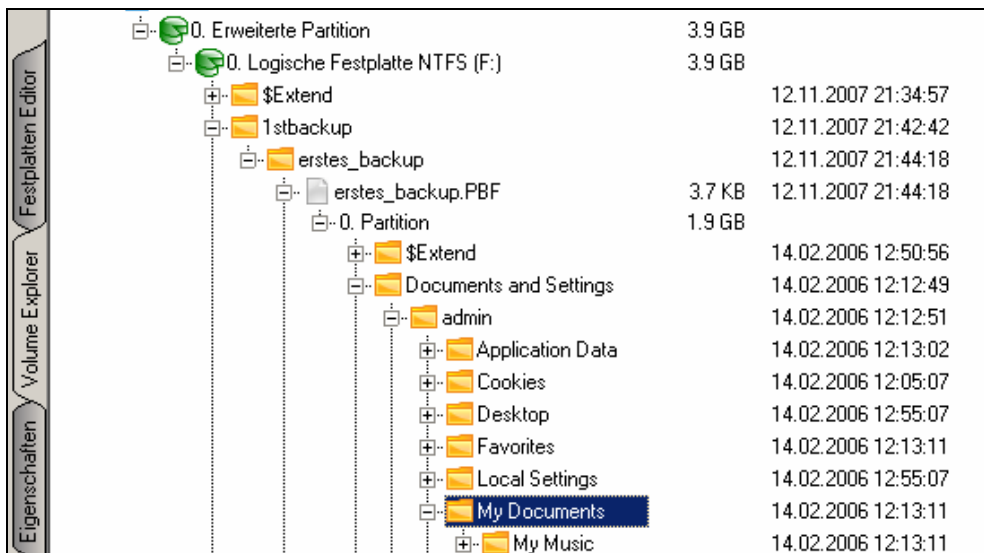 Festplatten Editor
Volume Explorer
Eigenschaften
0. Erweiterte Partition 3.9 GB
0. Logische Festplatte NTFS (F:) 3.9 GB
$Extend 12.11.2007 21:34:57
1stbackup 12.11.2007 21:42:42
erstes_backup 12.11.2007 21:44:18
erstes_backup.PBF 3.7 KB 12.11.2007 21:44:18
0. Partition 1.9 GB
$Extend 14.02.2006 12:50:56
Documents and Settings 14.02.2006 12:12:49
admin 14.02.2006 12:12:51
Application Data 14.02.2006 12:13:02
Cookies 14.02.2006 12:05:07
Desktop 14.02.2006 12:55:07
Favorites 14.02.2006 12:13:11
Local Settings 14.02.2006 12:55:07
My Documents 14.02.2006 12:13:11
My Music 14.02.2006 12:13:11